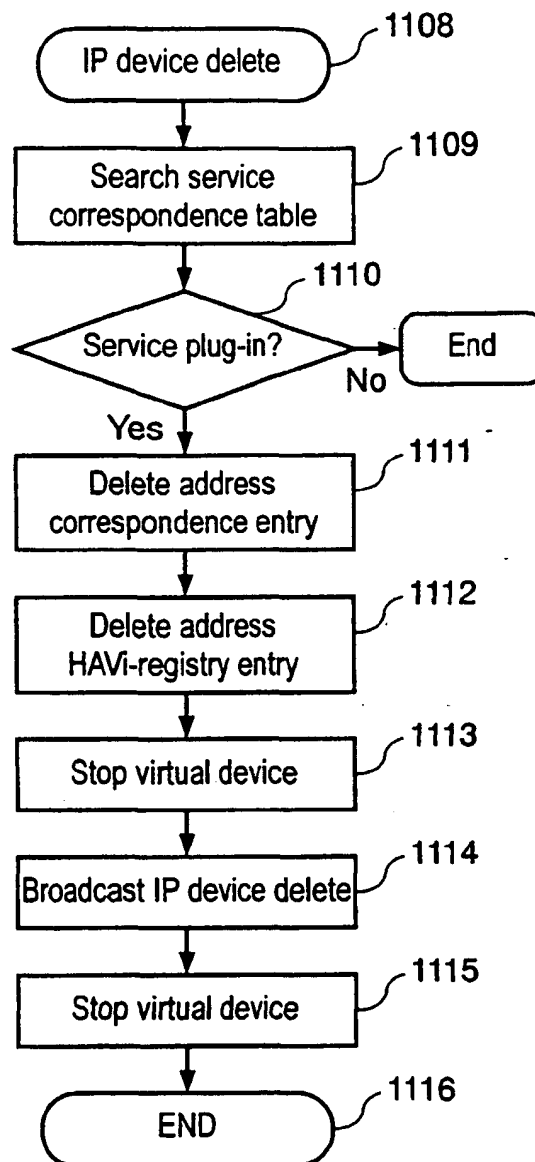 1108
IP device delete
1109
Search service
correspondence table
1110
Service plug-in?
End
No
Yes
1111
Delete address
correspondence entry
1112
Delete address
HAVi-registry entry
1113
Stop virtual device
1114
Broadcast IP device delete
1115
Stop virtual device
1116
END